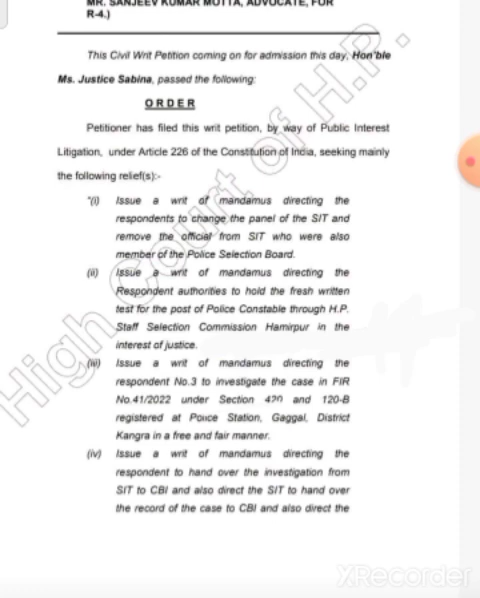 MR. SANJEEV KUMAR MOTTA, ADVOCATE, FOR
R-4.)
This Civil Writ Petition coming on for admission this day, Hon'ble
Ms. Justice Sabina, passed the following:
ORDER
Petitioner has filed this writ petition, by way of Public Interest
Litigation, under Article 226 of the Constitution of India, seeking mainly
the following relief(s):-
"(i) Issue a writ of mandamus directing the
respondents to change the panel of the SIT and
remove the official from SIT who were also
member of the Police Selection Board.
(ii) Issue a writ of mandamus directing the
Respondent authorities to hold the fresh written
test for the post of Police Constable through H.P.
Staff Selection Commission Hamirpur in the
interest of justice.
(iii) Issue a writ of mandamus directing the
respondent No.3 to investigate the case in FIR
No.41/2022 under Section 420 and 120-B
registered at Police Station, Gaggal, District
Kangra in a free and fair manner.
(iv) Issue a writ of mandamus directing the
respondent to hand over the investigation from
SIT to CBI and also direct the SIT to hand over
the record of the case to CBI and also direct the
High Court of H.P.
XRecorder